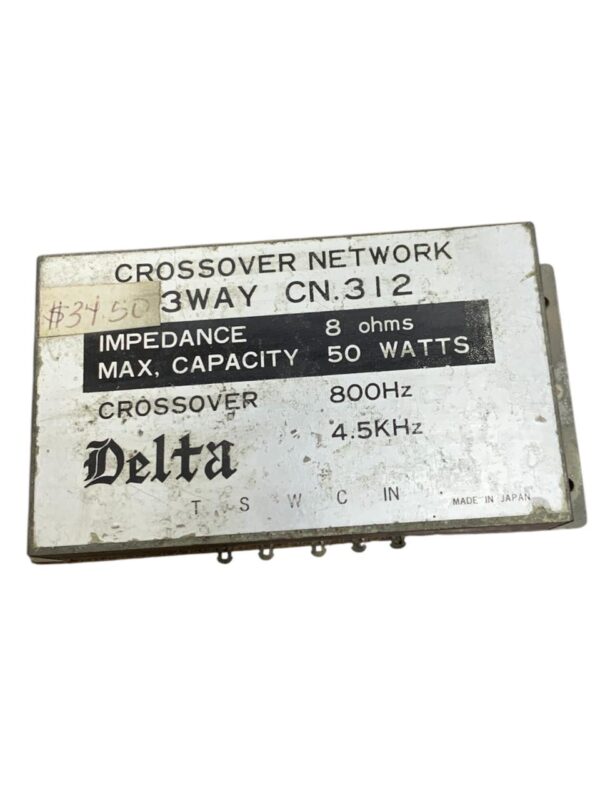 CROSSOVER NETWORK
3WAY CN.312
$34.50
IMPEDANCE 8 ohms
MAX, CAPACITY 50 WATTS
CROSSOVER 800Hz
4.5KHz
Delta
T S W C IN MADE IN JAPAN